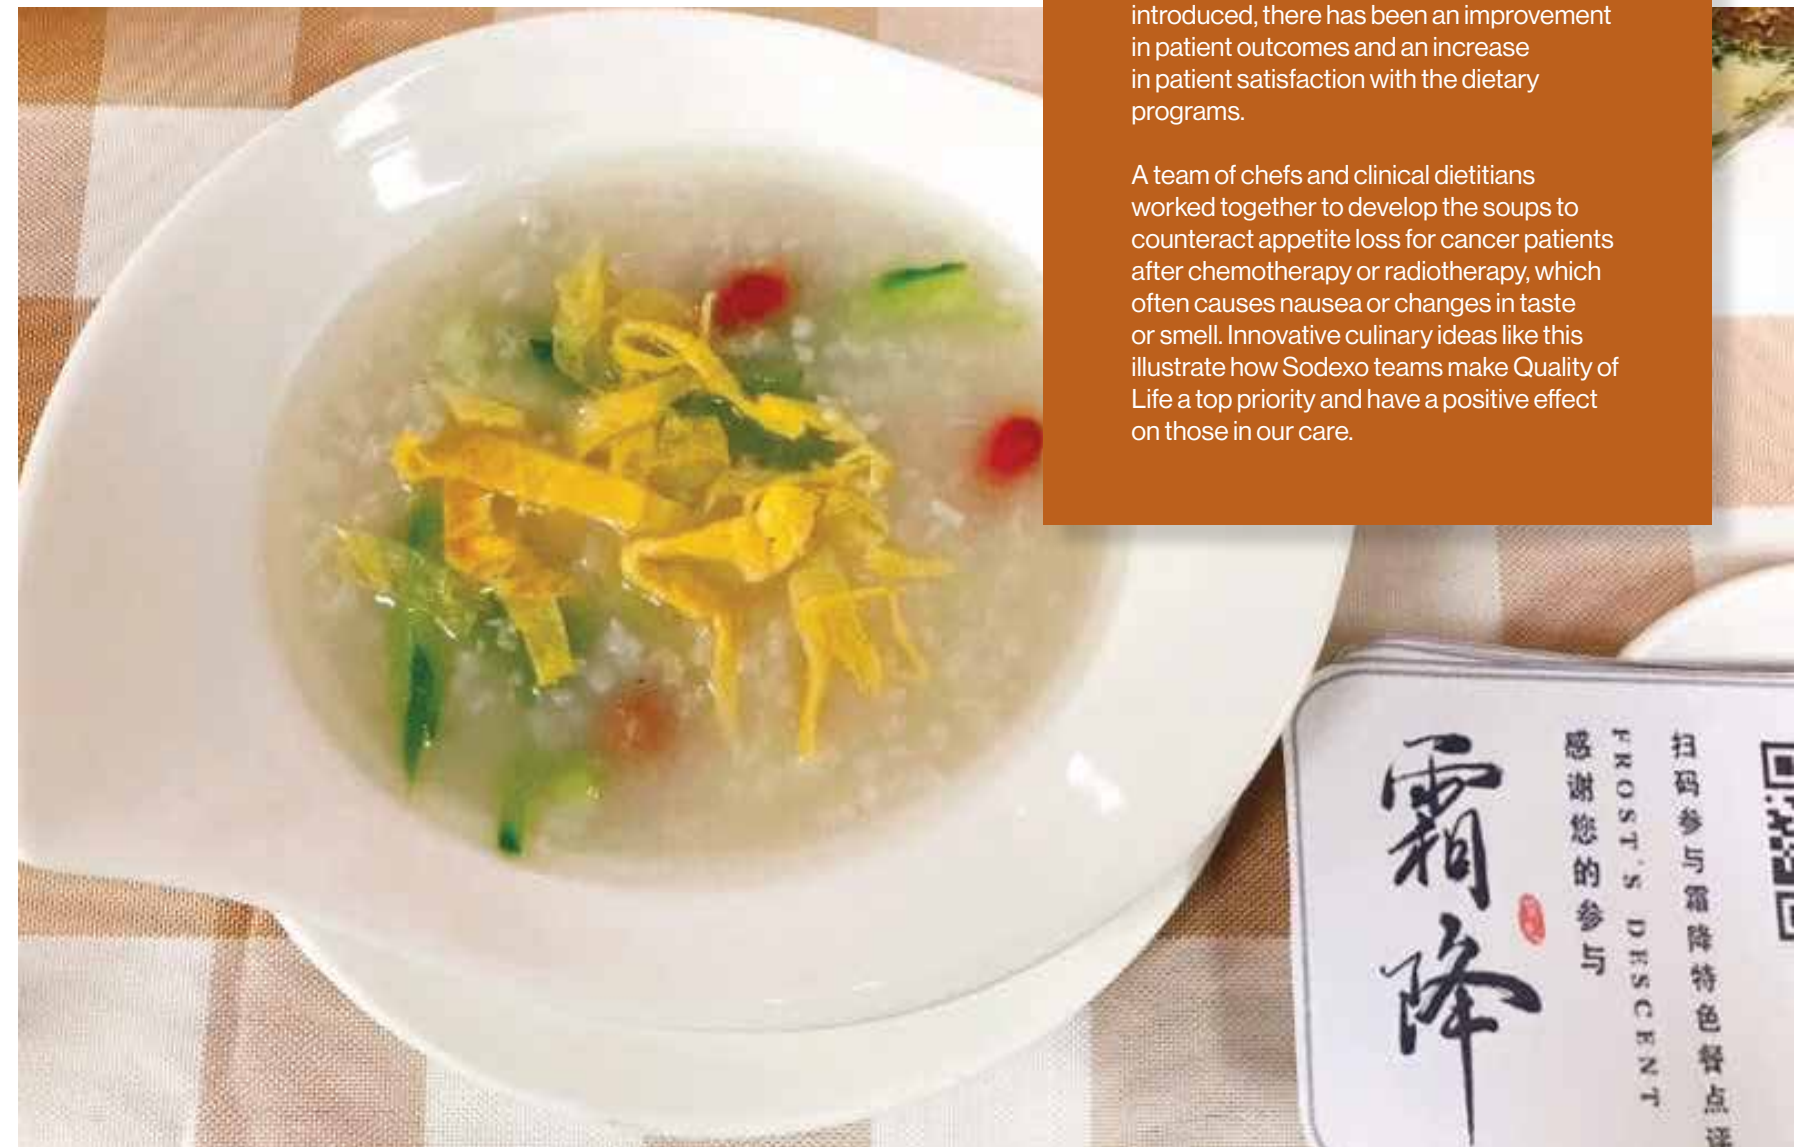 introduced, there has been an improvement
in patient outcomes and an increase
in patient satisfaction with the dietary
programs.
A team of chefs and clinical dietitians
worked together to develop the soups to
counteract appetite loss for cancer patients
after chemotherapy or radiotherapy, which
often causes nausea or changes in taste
or smell. Innovative culinary ideas like this
illustrate how Sodexo teams make Quality of
Life a top priority and have a positive effect
on those in our care.
扫码参与霜降特色餐点评
FROST'S DESCENT
感谢您的参与
霜降